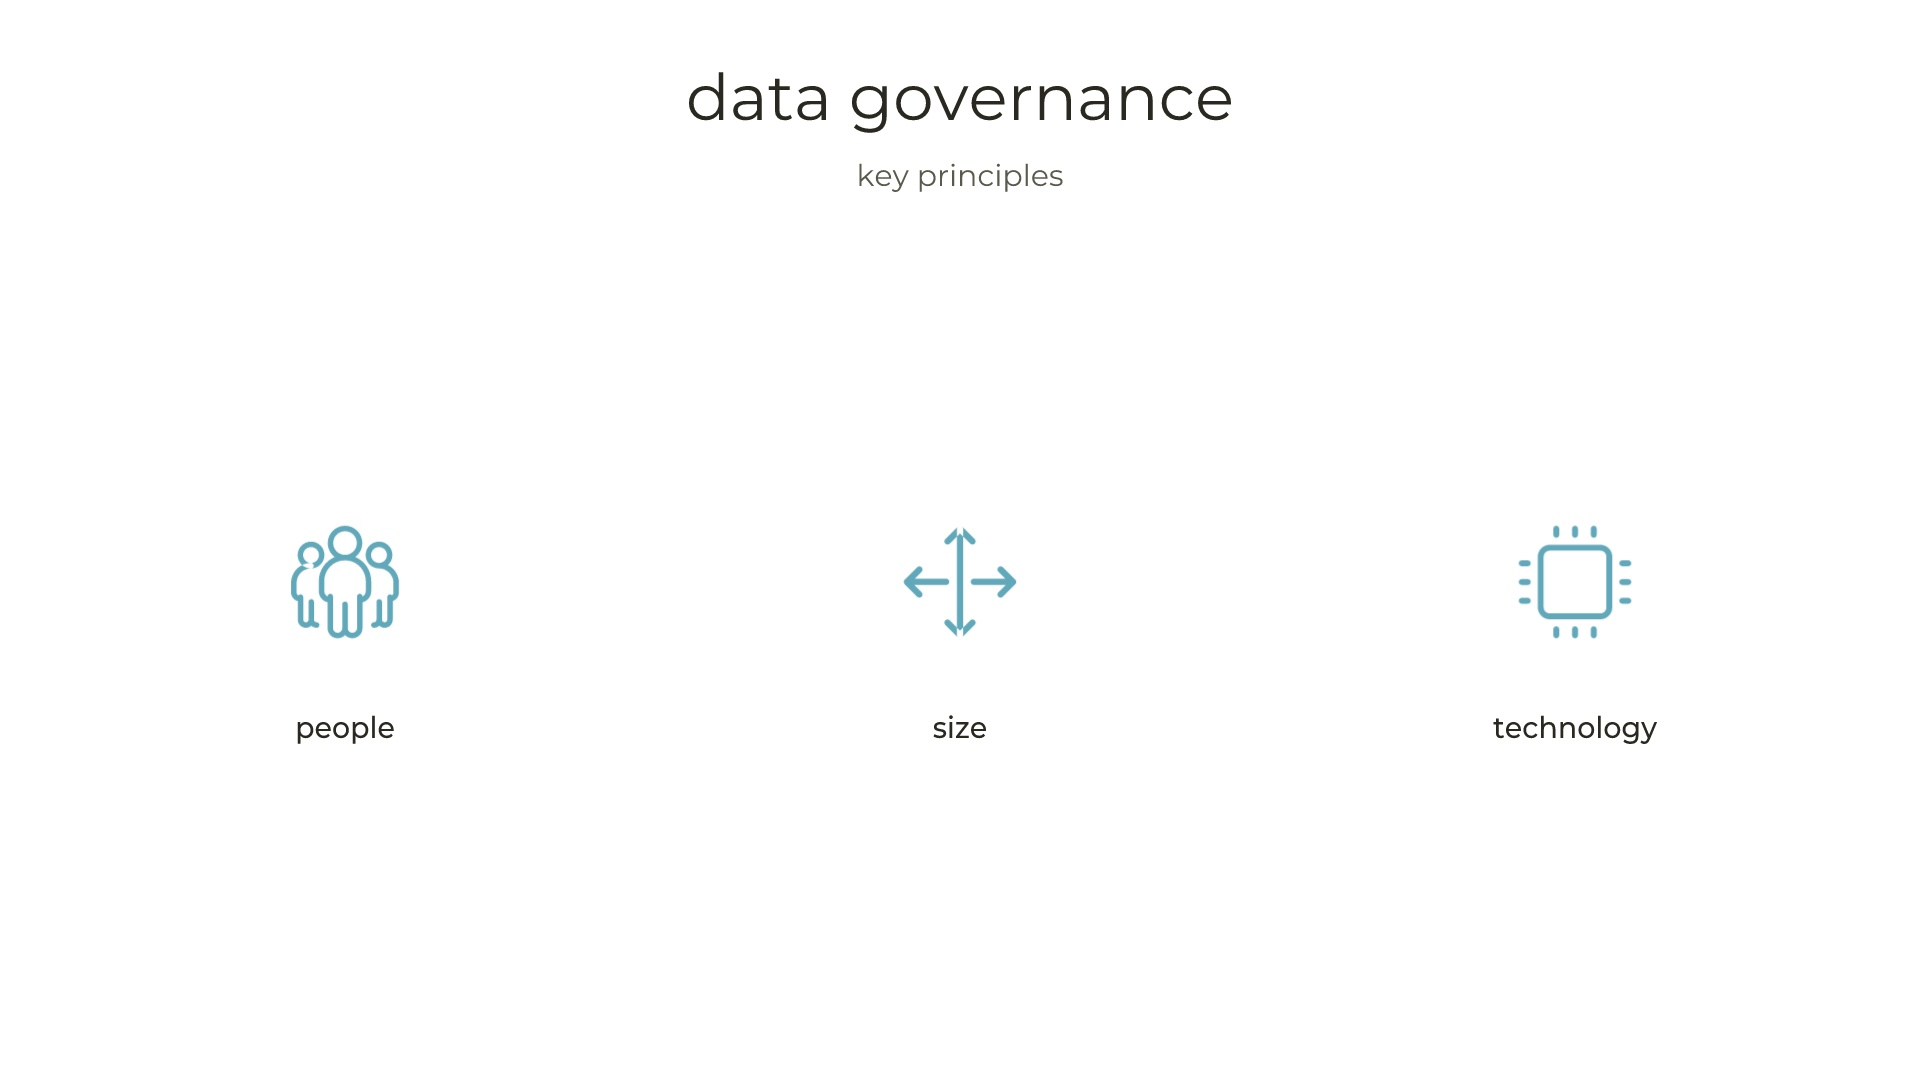 data governance
key principles
people
size
technology